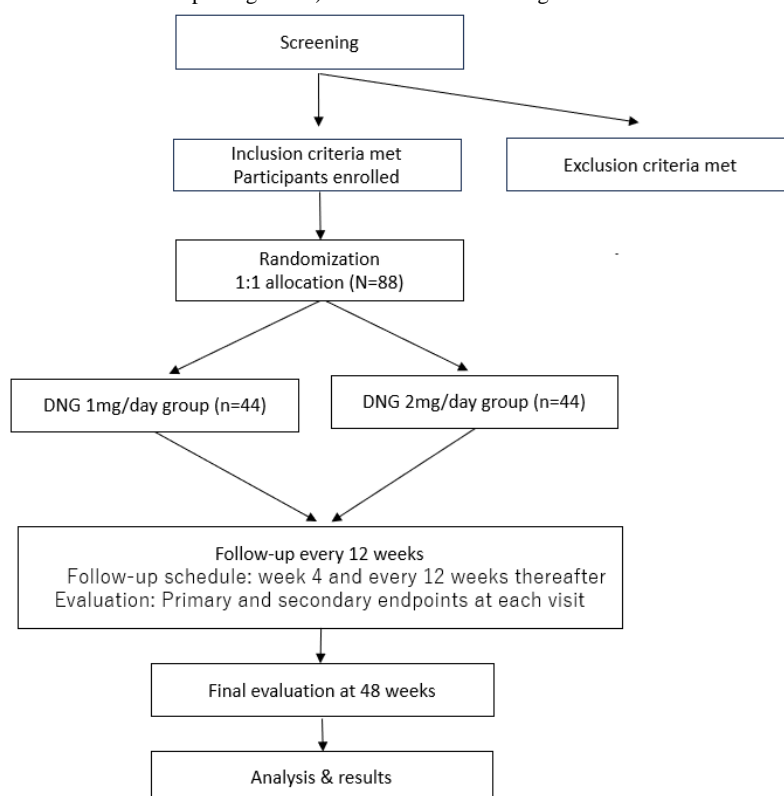 Screening
Inclusion criteria met
Participants enrolled
Exclusion criteria met
Randomization
1:1 allocation (N=88)
DNG 1mg/day group (n=44)
DNG 2mg/day group (n=44)
Follow-up every 12 weeks
Follow-up schedule: week 4 and every 12 weeks thereafter
Evaluation: Primary and secondary endpoints at each visit
Final evaluation at 48 weeks
Analysis & results